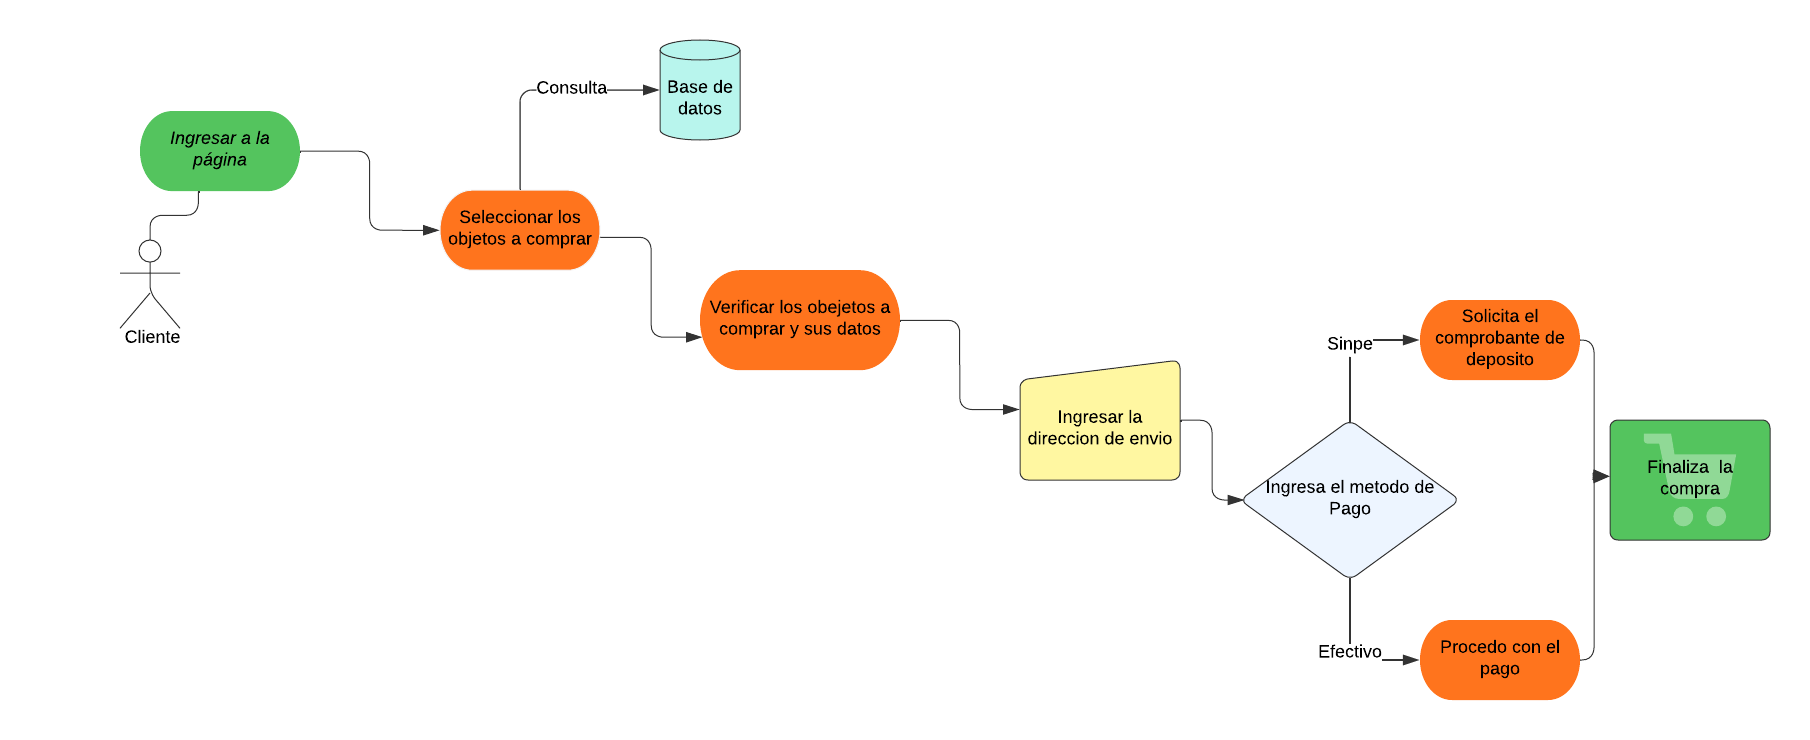 Consulta
Base de
datos
Ingresar a la
página
Cliente
Seleccionar los
objetos a comprar
Verificar los obejetos a
comprar y sus datos
Ingresar la
direccion de envio
Ingresa el metodo de
Pago
Sinpe
Solicita el
comprobante de
deposito
Efectivo
Procedo con el
pago
Finaliza  la
compra